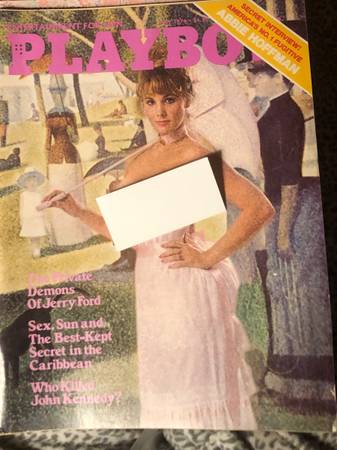 ENTERTAINMENT FOR MEN
PLAYBO
SECRET INTERVIEW!
AMERICA'S NO. 1 FUGITIVE
ABBIE HOFFMAN
The Private
Demons
Of Jerry Ford
Sex, Sun and
The Best-Kept
Secret in the
Caribbean
Who Killed
John Kennedy?